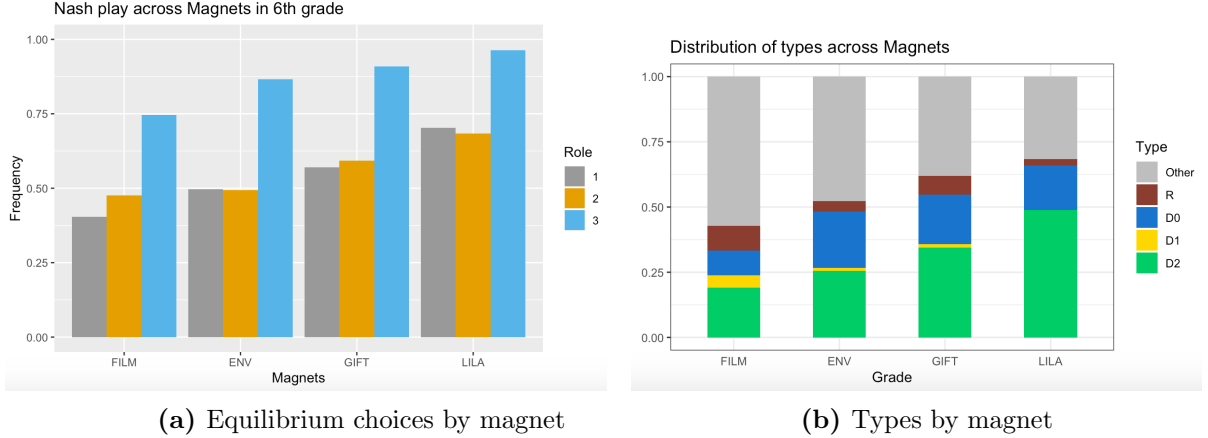 Nash play across Magnets in 6th grade
1.00
0.75
0.50
0.25
0.00
Frequency
FILM ENV GIFT LILA
Magnets
Role
1
2
3
(a) Equilibrium choices by magnet
Distribution of types across Magnets
1.00
0.75
0.50
0.25
0.00
FILM ENV GIFT LILA
Grade
Type
Other
R
D0
D1
D2
(b) Types by magnet